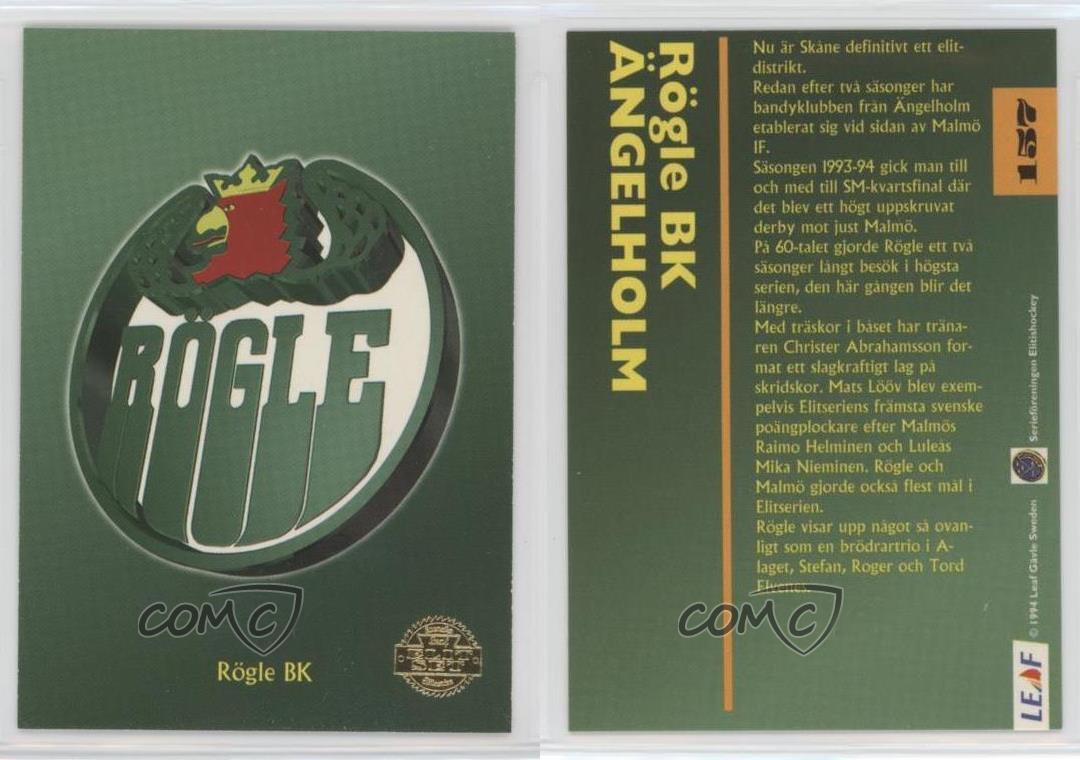 RÖGLE
Rögle BK
ELIT
SET
COMC
Rögle BK
ÄNGELHOLM
Nu är Skåne definitivt ett elit-
distrikt.
Redan efter två säsonger har
bandyklubben från Ängelholm
etablerat sig vid sidan av Malmö
IF.
Säsongen 1993-94 gick man till
och med till SM-kvartsfinal där
det blev ett högt uppskruvat
derby mot just Malmö.
På 60-talet gjorde Rögle ett två
säsonger långt besök i högsta
serien, den här gången blir det
längre.
Med träskor i båset har träna-
ren Christer Abrahamsson for-
mat ett slagkraftigt lag på
skridskor. Mats Lööv blev exem-
pelvis Elitseriens främsta svenske
poängplockare efter Malmös
Raimo Helminen och Luleås
Mika Nieminen. Rögle och
Malmö gjorde också flest mål i
Elitserien.
Rögle visar upp något så ovan-
ligt som en brödrartrio i A-
laget, Stefan, Roger och Tord
Elvenes.
157
LEAF © 1994 Leaf Gävle Sweden Serieföreningen Elitishockey
COMC